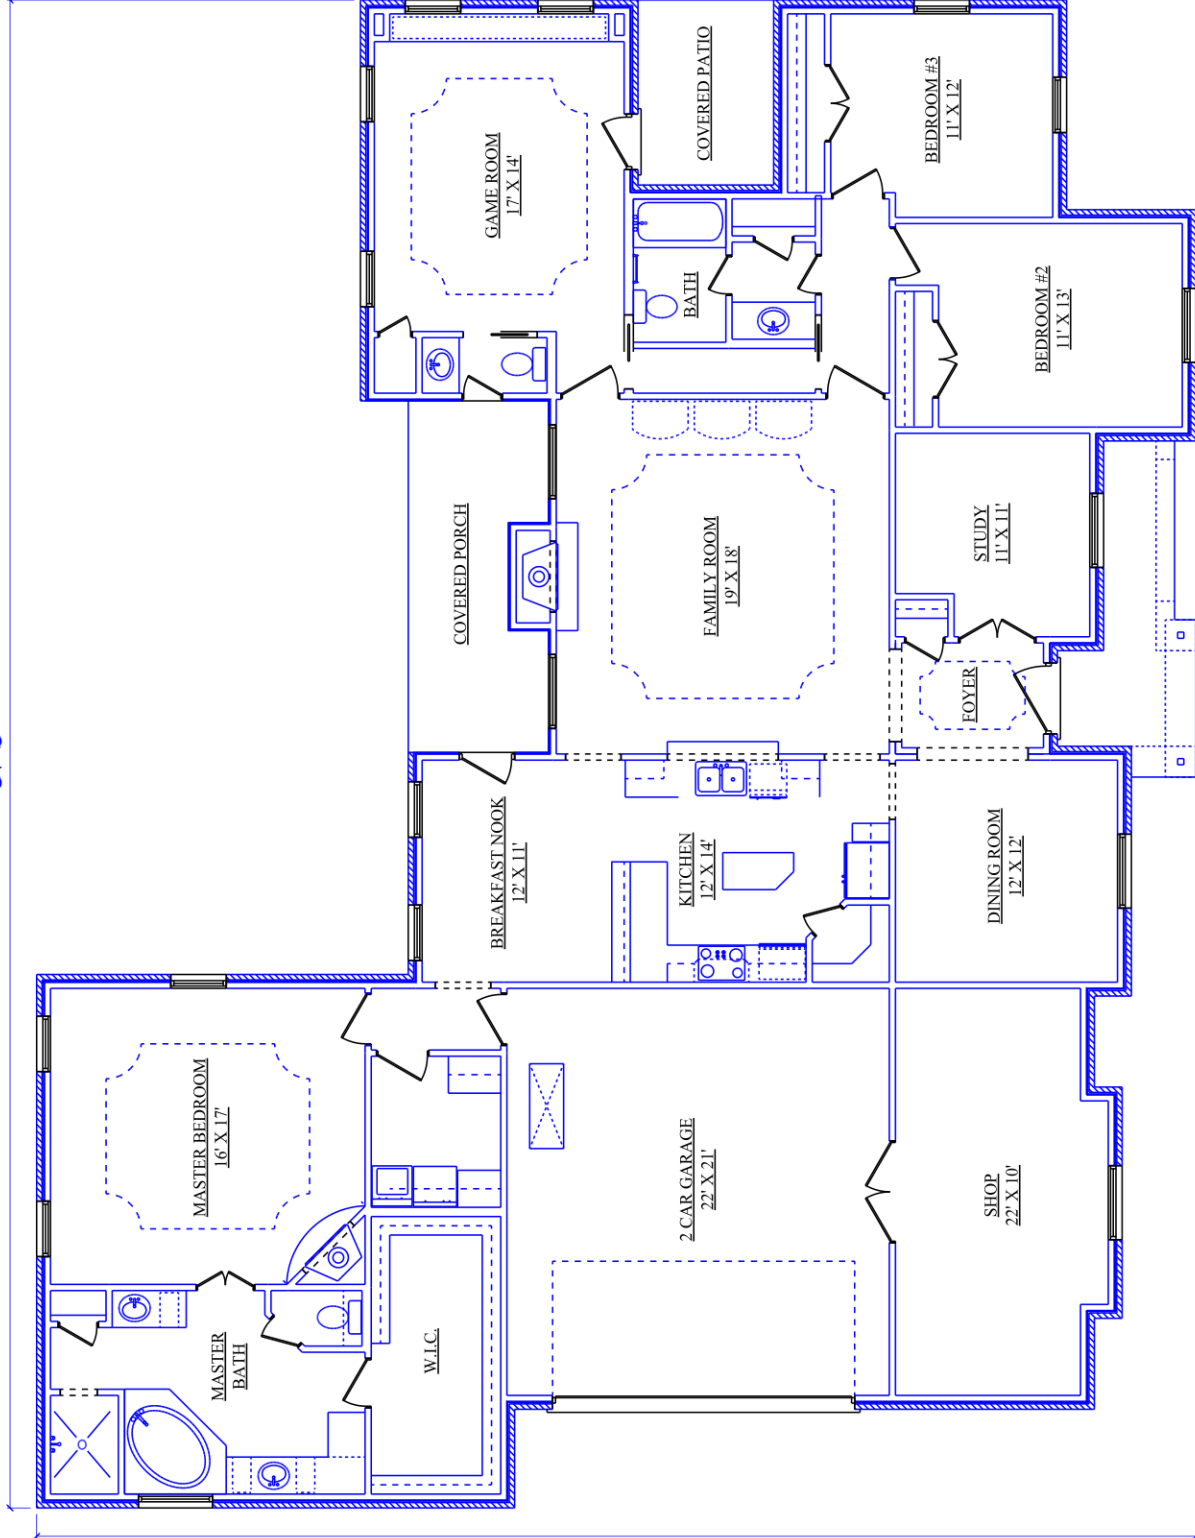 COVERED PATIO
BEDROOM #3
11' X 12'
GAME ROOM
17' X 14'
BATH
BEDROOM #2
11' X 13'
COVERED PORCH
FAMILY ROOM
19' X 18'
STUDY
11' X 11'
FOYER
BREAKFAST NOOK
12' X 11'
KITCHEN
12' X 14'
DINING ROOM
12' X 12'
MASTER BEDROOM
16' X 17'
2 CAR GARAGE
22' X 21'
SHOP
22' X 10'
MASTER
BATH
W.I.C.